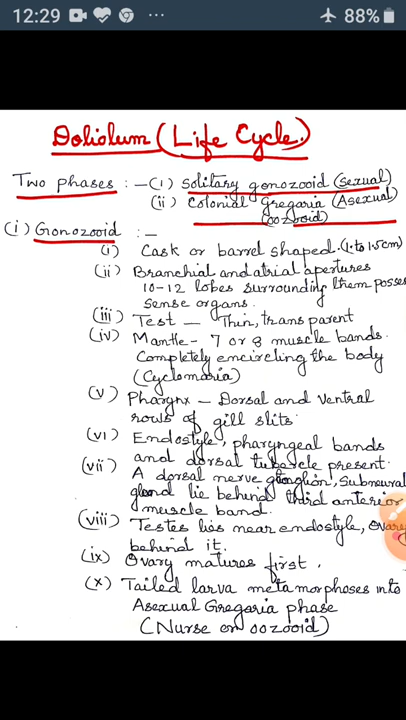 12:29
88%
Doliolum (Life Cycle)
Two phases :- (i) Solitary gonozooid (sexual)
(ii) Colonial Gregaria (Asexual)
(oozooid)
(i) Gonozooid :-
(i) Cask or barrel shaped. (1 to 1.5cm)
(ii) Branchial and atrial apertures
10-12 lobes surrounding them posses
sense organs.
(iii) Test - Thin, transparent
(iv) Mantle - 7 or 8 muscle bands.
Completely encircling the body
(Cyclomaria)
(v) Pharynx - Dorsal and Ventral
rows of gill slits.
(vi) Endostyle, pharyngeal bands
and dorsal tubercle present.
(vii) A dorsal nerve ganglion, Subneural
gland lie behind third anterior
muscle band.
(viii) Testes lies near endostyle, Ovary
behind it.
(ix) Ovary matures first.
(x) Tailed larva metamorphoses into
Asexual Gregaria phase
(Nurse or oozooid)